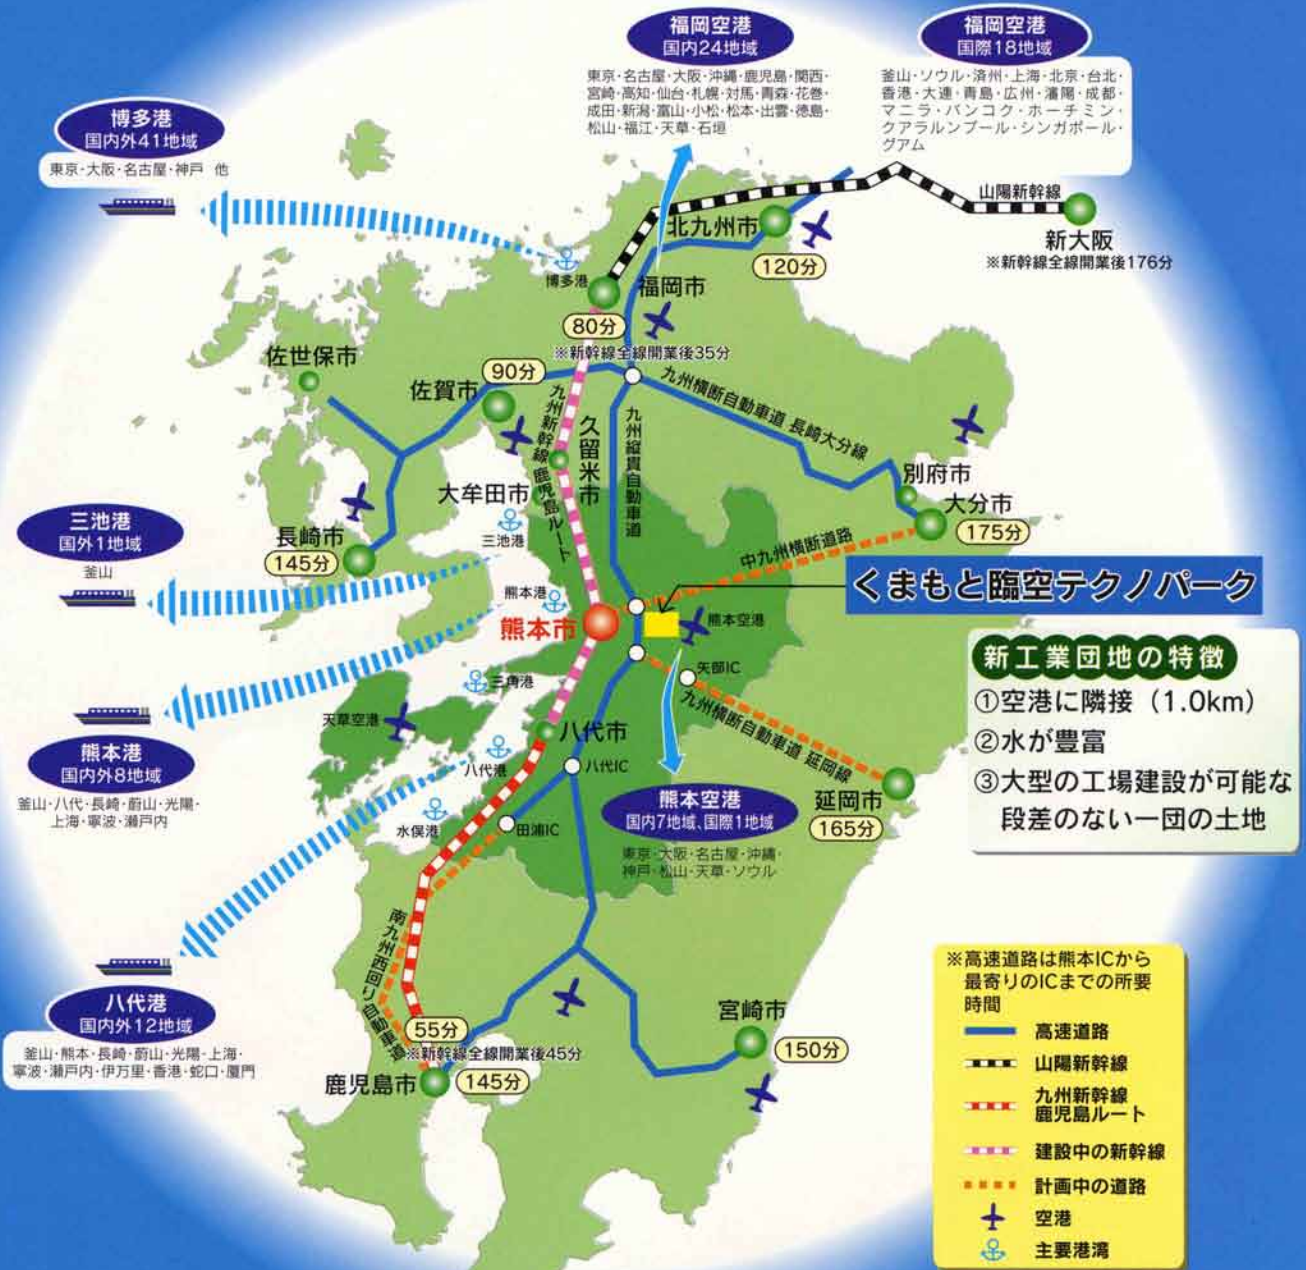 福岡空港
国内24地域
東京･名古屋･大阪･沖縄･鹿児島･関西･
宮崎･高知･仙台･札幌･対馬･青森･花巻･
成田･新潟･富山･小松･松本･出雲･徳島･
松山･福江･天草･石垣
福岡空港
国際18地域
釜山･ソウル･済州･上海･北京･台北･
香港･大連･青島･広州･瀋陽･成都･
マニラ･バンコク･ホーチミン･
クアラルンプール･シンガポール･
グアム
博多港
国内外41地域
東京･大阪･名古屋･神戸 他
山陽新幹線
新大阪
※新幹線全線開業後176分
北九州市
120分
博多港
福岡市
80分
※新幹線全線開業後35分
佐世保市
佐賀市
90分
九州横断自動車道 長崎大分線
九州新幹線 鹿児島ルート
久留米市
九州縦貫自動車道
別府市
大分市
175分
大牟田市
三池港
三池港
国外1地域
釜山
長崎市
145分
中九州横断道路
くまもと臨空テクノパーク
熊本港
熊本市
熊本空港
新工業団地の特徴
①空港に隣接（1.0km）
②水が豊富
③大型の工場建設が可能な
段差のない一団の土地
矢部IC
九州横断自動車道 延岡線
三角港
天草空港
熊本港
国内外8地域
釜山･八代･長崎･蔚山･光陽･
上海･寧波･瀬戸内
八代市
八代港
八代IC
水俣港
田浦IC
延岡市
165分
熊本空港
国内7地域、国際1地域
東京･大阪･名古屋･沖縄･
神戸･松山･天草･ソウル
南九州西回り自動車道
八代港
国内外12地域
釜山･熊本･長崎･蔚山･光陽･上海･
寧波･瀬戸内･伊万里･香港･蛇口･厦門
55分
※新幹線全線開業後45分
鹿児島市
145分
宮崎市
150分
※高速道路は熊本ICから
最寄りのICまでの所要
時間
高速道路
山陽新幹線
九州新幹線
鹿児島ルート
建設中の新幹線
計画中の道路
空港
主要港湾